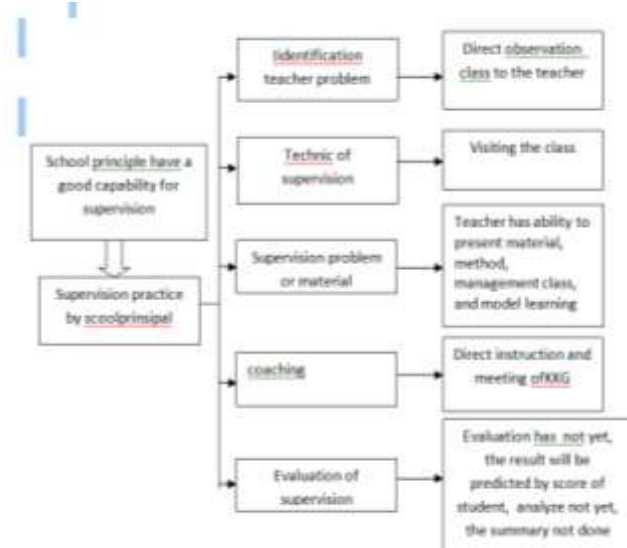 School principle have a
good capability for
supervision
Supervision practice
by scoolprinsipal
Iidentification
teacher problem
Direct observation
class to the teacher
Technic of
supervision
Visiting the class
Supervision problem
or material
Teacher has ability to
present material,
method,
management class,
and model learning
coaching
Direct instruction and
meeting ofKKG
Evaluation of
supervision
Evaluation has not yet,
the result will be
predicted by score of
student, analyze not yet,
the summary not done